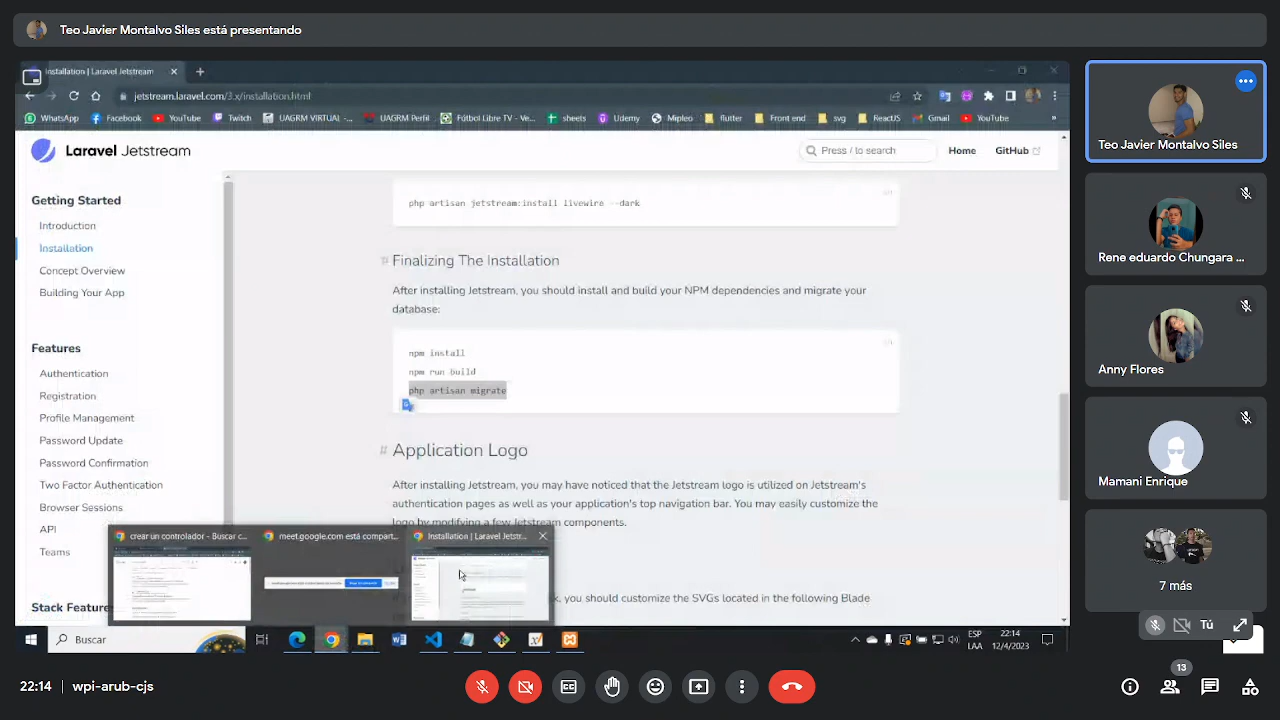 Teo Javier Montalvo Siles está presentando
Installation | Laravel Jetstream
jetstream.laravel.com/3.x/installation.html
WhatsApp
Facebook
YouTube
Twitch
UAGRM VIRTUAL -...
UAGRM Perfil
Fútbol Libre TV - Ve...
sheets
Udemy
Mipleo
flutter
Front end
svg
ReactJS
Gmail
YouTube
»
Laravel Jetstream
Press / to search
Home
GitHub
Getting Started
Introduction
Installation
Concept Overview
Building Your App
Features
Authentication
Registration
Profile Management
Password Update
Password Confirmation
Two Factor Authentication
Browser Sessions
API
Teams
Stack Featur
php artisan jetstream:install livewire --dark
# Finalizing The Installation
After installing Jetstream, you should install and build your NPM dependencies and migrate your
database:
npm install
npm run build
php artisan migrate
# Application Logo
After installing Jetstream, you may have noticed that the Jetstream logo is utilized on Jetstream's
authentication pages as well as your application's top navigation bar. You may easily customize the
logo by modifying a few Jetstream components.
, you should customize the SVGs located in the following Blade
crear un controlador - Buscar c...
meet.google.com está compart...
Installation | Laravel Jetstr...
Buscar
ESP
LAA
22:14
12/4/2023
Teo Javier Montalvo Siles
Rene eduardo Chungara ...
Anny Flores
Mamani Enrique
7 más
Tú
22:14 | wpi-arub-cjs
13